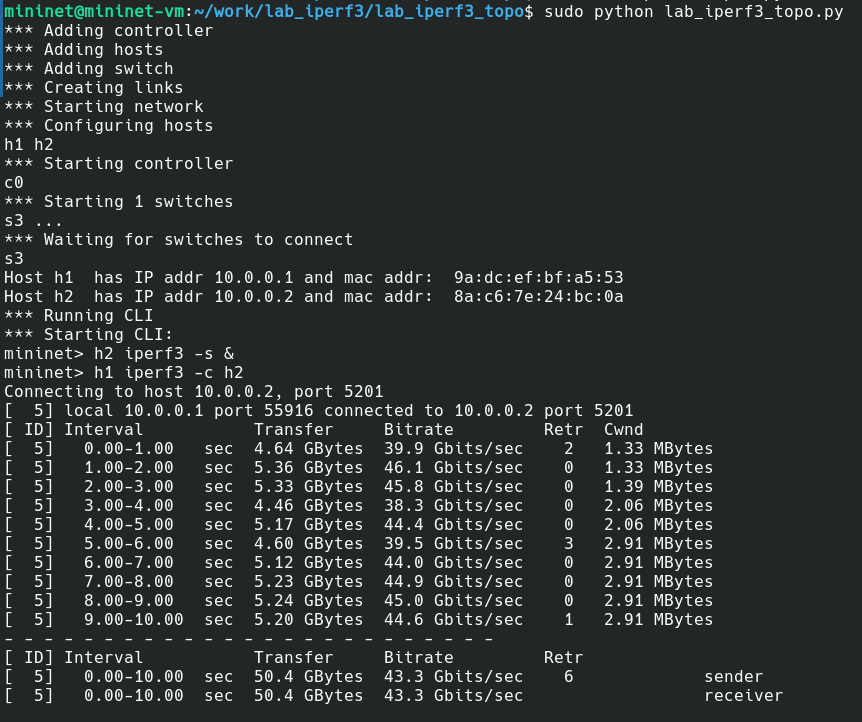 mininet@mininet-vm:~/work/lab_iperf3/lab_iperf3_topo$ sudo python lab_iperf3_topo.py
*** Adding controller
*** Adding hosts
*** Adding switch
*** Creating links
*** Starting network
*** Configuring hosts
h1 h2
*** Starting controller
c0
*** Starting 1 switches
s3 ...
*** Waiting for switches to connect
s3
Host h1  has IP addr 10.0.0.1 and mac addr:  9a:dc:ef:bf:a5:53
Host h2  has IP addr 10.0.0.2 and mac addr:  8a:c6:7e:24:bc:0a
*** Running CLI
*** Starting CLI:
mininet> h2 iperf3 -s &
mininet> h1 iperf3 -c h2
Connecting to host 10.0.0.2, port 5201
[  5] local 10.0.0.1 port 55916 connected to 10.0.0.2 port 5201
[ ID] Interval           Transfer     Bitrate         Retr  Cwnd
[  5]   0.00-1.00   sec  4.64 GBytes  39.9 Gbits/sec    2   1.33 MBytes
[  5]   1.00-2.00   sec  5.36 GBytes  46.1 Gbits/sec    0   1.33 MBytes
[  5]   2.00-3.00   sec  5.33 GBytes  45.8 Gbits/sec    0   1.39 MBytes
[  5]   3.00-4.00   sec  4.46 GBytes  38.3 Gbits/sec    0   2.06 MBytes
[  5]   4.00-5.00   sec  5.17 GBytes  44.4 Gbits/sec    0   2.06 MBytes
[  5]   5.00-6.00   sec  4.60 GBytes  39.5 Gbits/sec    3   2.91 MBytes
[  5]   6.00-7.00   sec  5.12 GBytes  44.0 Gbits/sec    0   2.91 MBytes
[  5]   7.00-8.00   sec  5.23 GBytes  44.9 Gbits/sec    0   2.91 MBytes
[  5]   8.00-9.00   sec  5.24 GBytes  45.0 Gbits/sec    0   2.91 MBytes
[  5]   9.00-10.00  sec  5.20 GBytes  44.6 Gbits/sec    1   2.91 MBytes
- - - - - - - - - - - - - - - - - - - - - - - - -
[ ID] Interval           Transfer     Bitrate         Retr
[  5]   0.00-10.00  sec  50.4 GBytes  43.3 Gbits/sec    6             sender
[  5]   0.00-10.00  sec  50.4 GBytes  43.3 Gbits/sec                  receiver